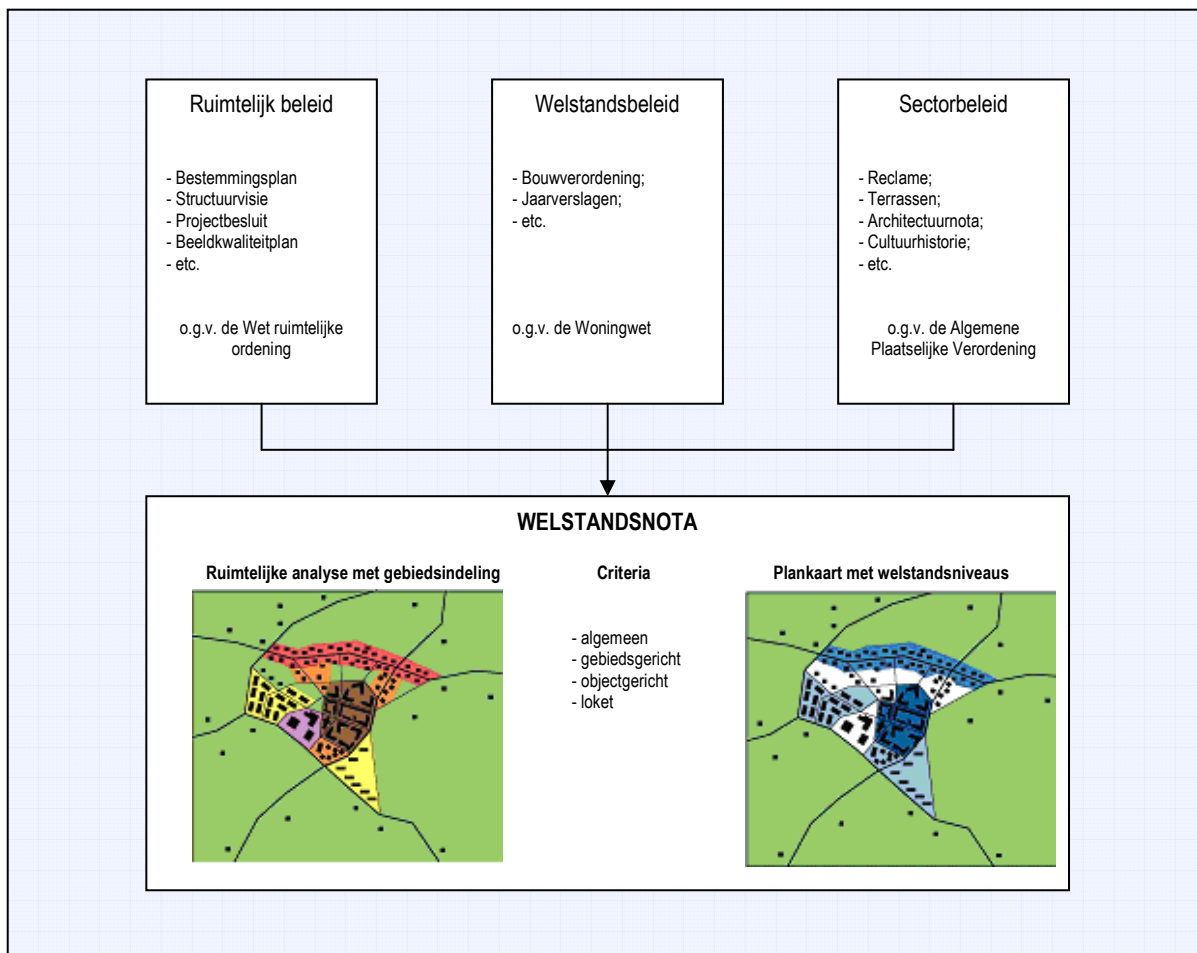 Ruimtelijk beleid
- Bestemmingsplan
- Structuurvisie
- Projectbesluit
- Beeldkwaliteitplan
- etc.
o.g.v. de Wet ruimtelijke
ordening
Welstandsbeleid
- Bouwverordening;
- Jaarverslagen;
- etc.
o.g.v. de Woningwet
Sectorbeleid
- Reclame;
- Terrassen;
- Architectuurnota;
- Cultuurhistorie;
- etc.
o.g.v. de Algemene
Plaatselijke Verordening
WELSTANDSNOTA
Ruimtelijke analyse met gebiedsindeling
Criteria
- algemeen
- gebiedsgericht
- objectgericht
- loket
Plankaart met welstandsniveaus